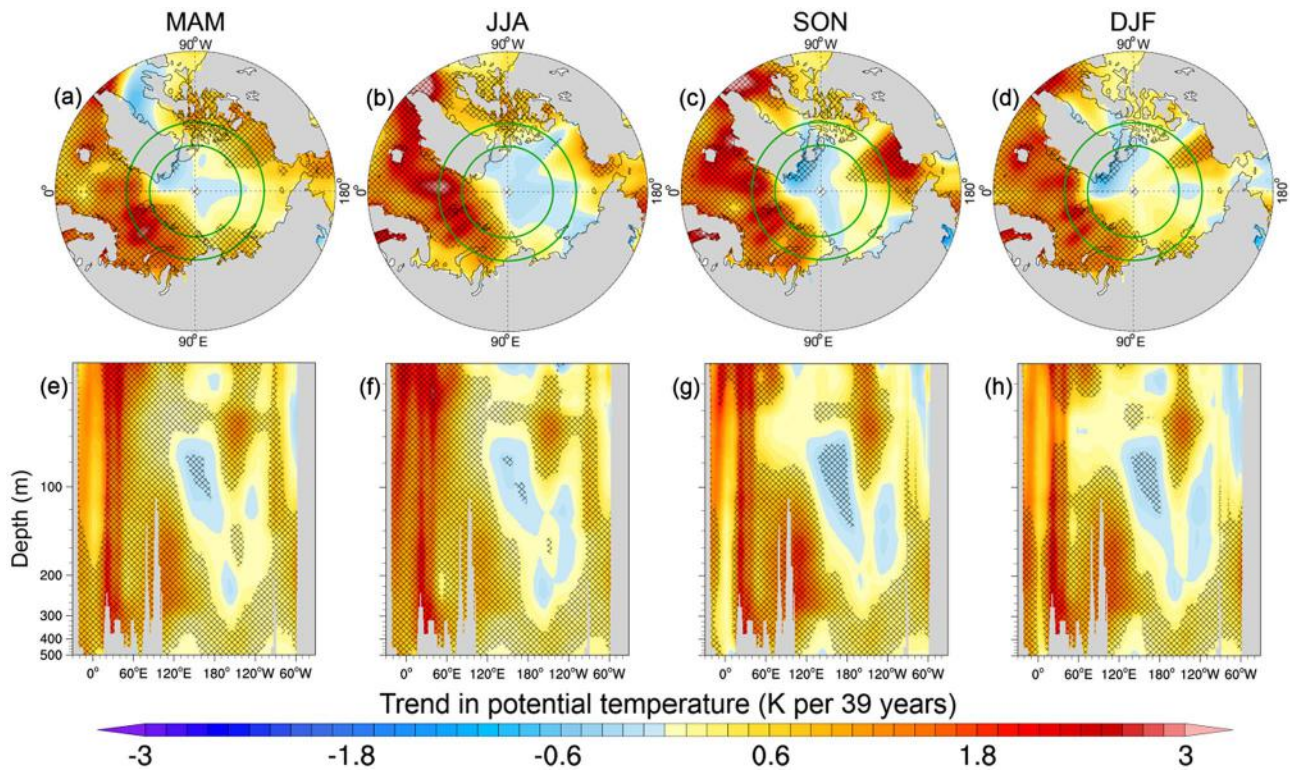 MAM JJA SON DJF
90°W 90°W 90°W 90°W
(a) (b) (c) (d)
0° 180° 0° 180° 0° 180° 0° 180°
90°E 90°E 90°E 90°E
(e) (f) (g) (h)
Depth (m)
100
200
300
400
500
0° 60°E 120°E 180° 120°W 60°W 0° 60°E 120°E 180° 120°W 60°W 0° 60°E 120°E 180° 120°W 60°W 0° 60°E 120°E 180° 120°W 60°W
Trend in potential temperature (K per 39 years)
-3 -1.8 -0.6 0.6 1.8 3